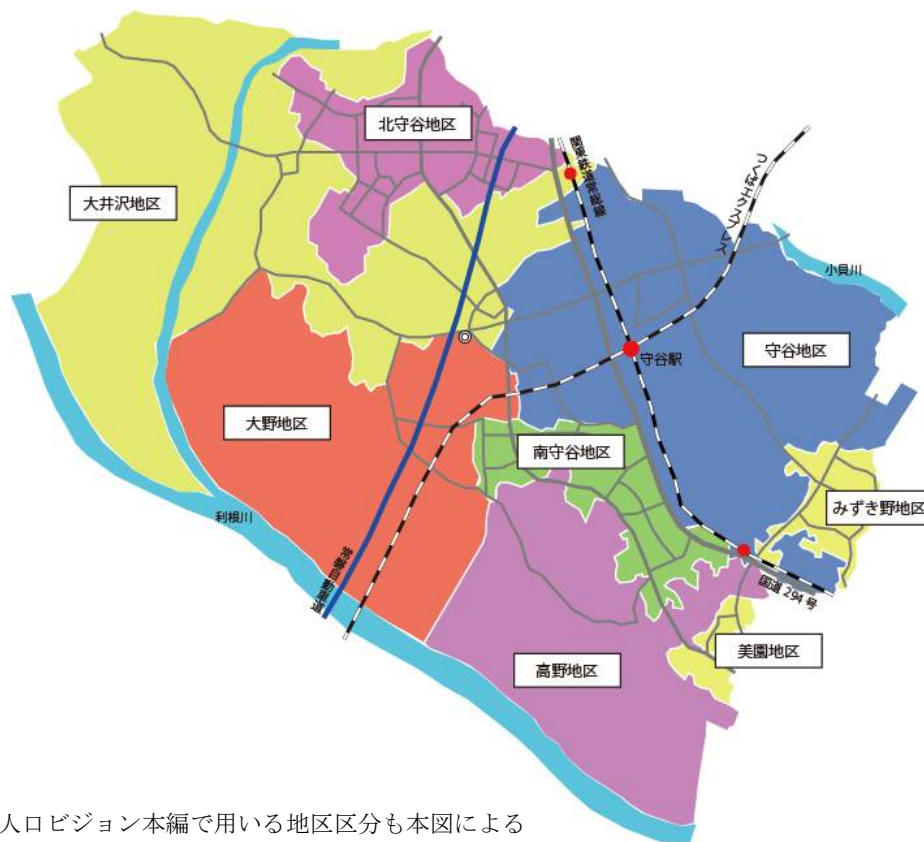 北守谷地区
関東鉄道常総線
つくばエクスプレス
大井沢地区
小貝川
守谷駅
守谷地区
大野地区
南守谷地区
みずき野地区
利根川
常磐自動車道
国道 294 号
美園地区
高野地区
人口ビジョン本編で用いる地区区分も本図による